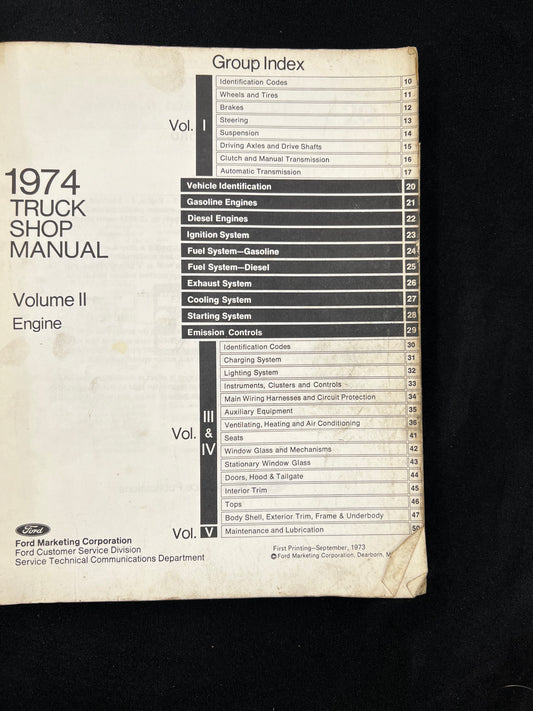 Group Index
Vol. I
Identification Codes 10
Wheels and Tires 11
Brakes 12
Steering 13
Suspension 14
Driving Axles and Drive Shafts 15
Clutch and Manual Transmission 16
Automatic Transmission 17
1974
TRUCK
SHOP
MANUAL
Volume II
Engine
Vehicle Identification 20
Gasoline Engines 21
Diesel Engines 22
Ignition System 23
Fuel System—Gasoline 24
Fuel System—Diesel 25
Exhaust System 26
Cooling System 27
Starting System 28
Emission Controls 29
Vol. III & IV
Identification Codes 30
Charging System 31
Lighting System 32
Instruments, Clusters and Controls 33
Main Wiring Harnesses and Circuit Protection 34
Auxiliary Equipment 35
Ventilating, Heating and Air Conditioning 36
Seats 41
Window Glass and Mechanisms 42
Stationary Window Glass 43
Doors, Hood & Tailgate 44
Interior Trim 45
Tops 46
Body Shell, Exterior Trim, Frame & Underbody 47
Vol. V
Maintenance and Lubrication 50
Ford
Ford Marketing Corporation
Ford Customer Service Division
Service Technical Communications Department
First Printing—September, 1973
© Ford Marketing Corporation, Dearborn,